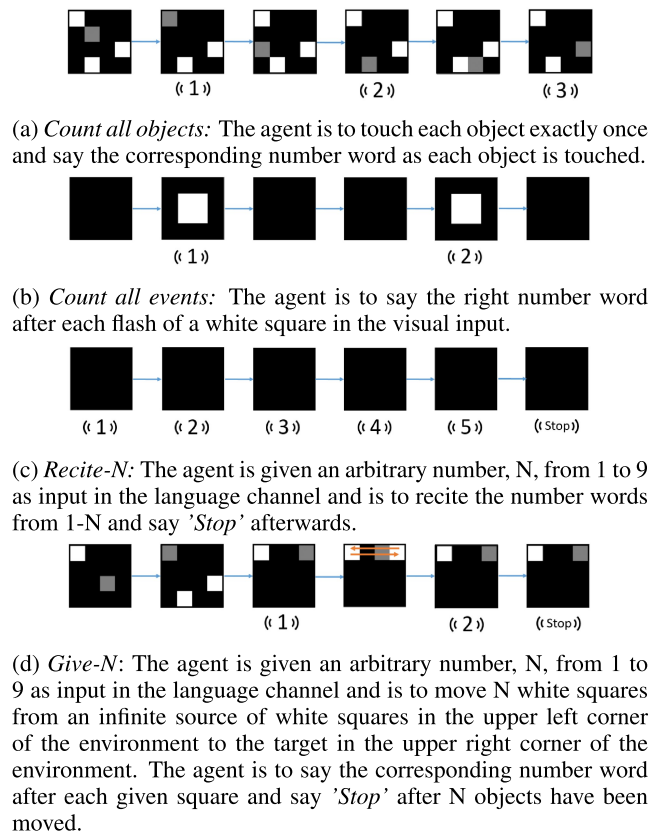 ((1)) ((2)) ((3))
(a) Count all objects: The agent is to touch each object exactly once
and say the corresponding number word as each object is touched.
((1)) ((2))
(b) Count all events: The agent is to say the right number word
after each flash of a white square in the visual input.
((1)) ((2)) ((3)) ((4)) ((5)) ((Stop))
(c) Recite-N: The agent is given an arbitrary number, N, from 1 to 9
as input in the language channel and is to recite the number words
from 1-N and say 'Stop' afterwards.
((1)) ((2)) ((Stop))
(d) Give-N: The agent is given an arbitrary number, N, from 1 to
9 as input in the language channel and is to move N white squares
from an infinite source of white squares in the upper left corner
of the environment to the target in the upper right corner of the
environment. The agent is to say the corresponding number word
after each given square and say 'Stop' after N objects have been
moved.